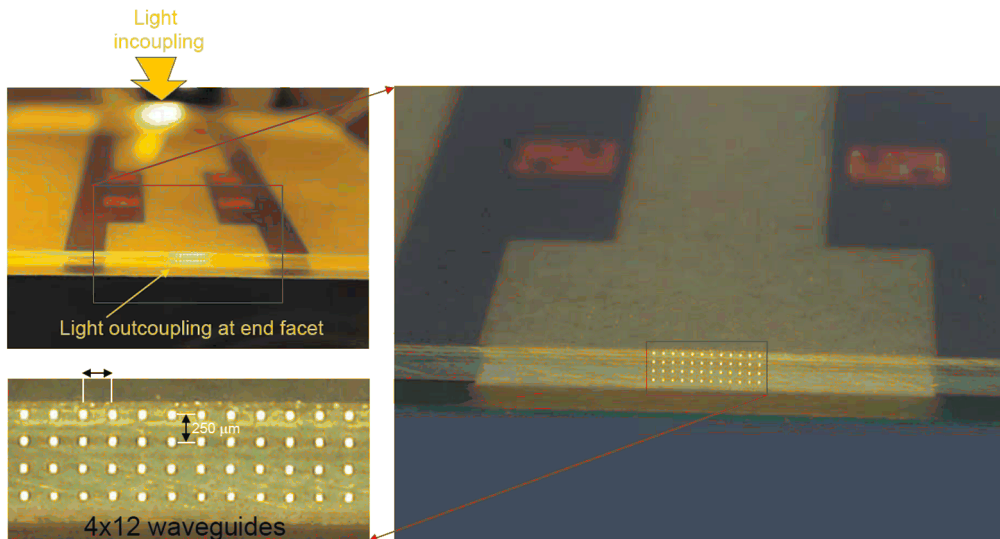 Light
incoupling
Light outcoupling at end facet
250 μm
4x12 waveguides